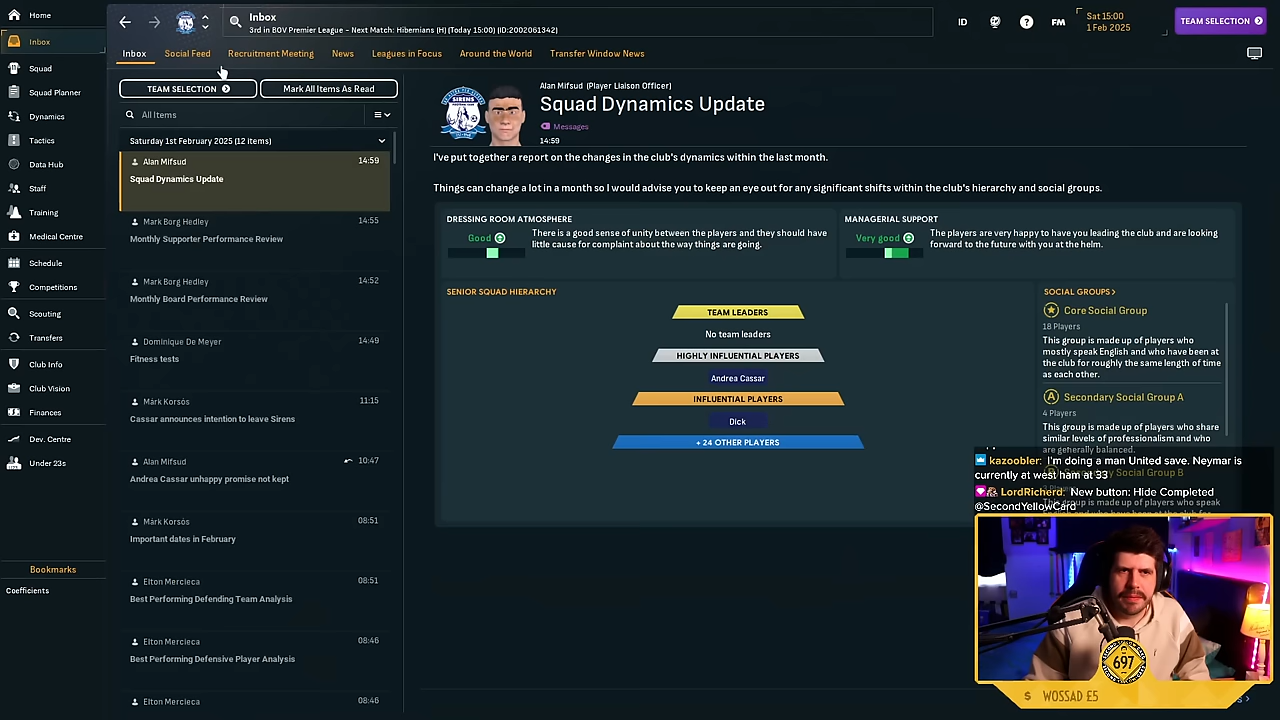 Home
Inbox
Squad
Squad Planner
Dynamics
Tactics
Data Hub
Staff
Training
Medical Centre
Schedule
Competitions
Scouting
Transfers
Club Info
Club Vision
Finances
Dev. Centre
Under 23s
Bookmarks
Coefficients
Inbox
3rd in BOV Premier League - Next Match: Hibernians (H) (Today 15:00) (ID:2002061342)
ID
FM
Sat 15:00
1 Feb 2025
TEAM SELECTION
Inbox Social Feed Recruitment Meeting News Leagues in Focus Around the World Transfer Window News
TEAM SELECTION
Mark All Items As Read
All Items
Saturday 1st February 2025 (12 items)
Alan Mifsud 14:59
Squad Dynamics Update
Mark Borg Hedley 14:55
Monthly Supporter Performance Review
Mark Borg Hedley 14:52
Monthly Board Performance Review
Dominique De Meyer 14:49
Fitness tests
Márk Korsós 11:15
Cassar announces intention to leave Sirens
Alan Mifsud 10:47
Andrea Cassar unhappy promise not kept
Márk Korsós 08:51
Important dates in February
Elton Mercieca 08:51
Best Performing Defending Team Analysis
Elton Mercieca 08:46
Best Performing Defensive Player Analysis
Elton Mercieca 08:46
SIRENS
Alan Mifsud (Player Liaison Officer)
Squad Dynamics Update
Messages
14:59
I've put together a report on the changes in the club's dynamics within the last month.
Things can change a lot in a month so I would advise you to keep an eye out for any significant shifts within the club's hierarchy and social groups.
DRESSING ROOM ATMOSPHERE
Good
There is a good sense of unity between the players and they should have
little cause for complaint about the way things are going.
MANAGERIAL SUPPORT
Very good
The players are very happy to have you leading the club and are looking
forward to the future with you at the helm.
SENIOR SQUAD HIERARCHY
TEAM LEADERS
No team leaders
HIGHLY INFLUENTIAL PLAYERS
Andrea Cassar
INFLUENTIAL PLAYERS
Dick
+ 24 OTHER PLAYERS
SOCIAL GROUPS >
Core Social Group
18 Players
This group is made up of players who
mostly speak English and who have been at
the club for roughly the same length of time
as each other.
Secondary Social Group A
4 Players
This group is made up of players who share
similar levels of professionalism and who
are generally balanced.
Secondary Social Group B
kazoobler: I'm doing a man United save. Neymar is
currently at west ham at 33
LordRicherd: New button: Hide Completed
@SecondYellowCard
697
$ WOSSAD £5